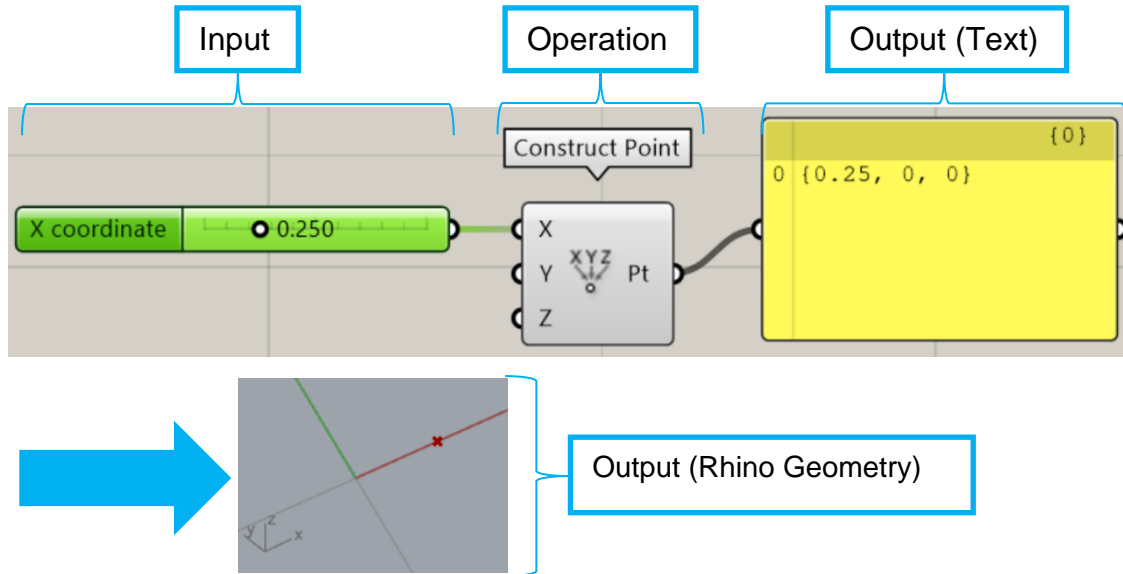 Input
Operation
Output (Text)
Construct Point
{0}
0 {0.25, 0, 0}
X coordinate
0.250
X
Y
Z
XYZ
Pt
Output (Rhino Geometry)
y z x